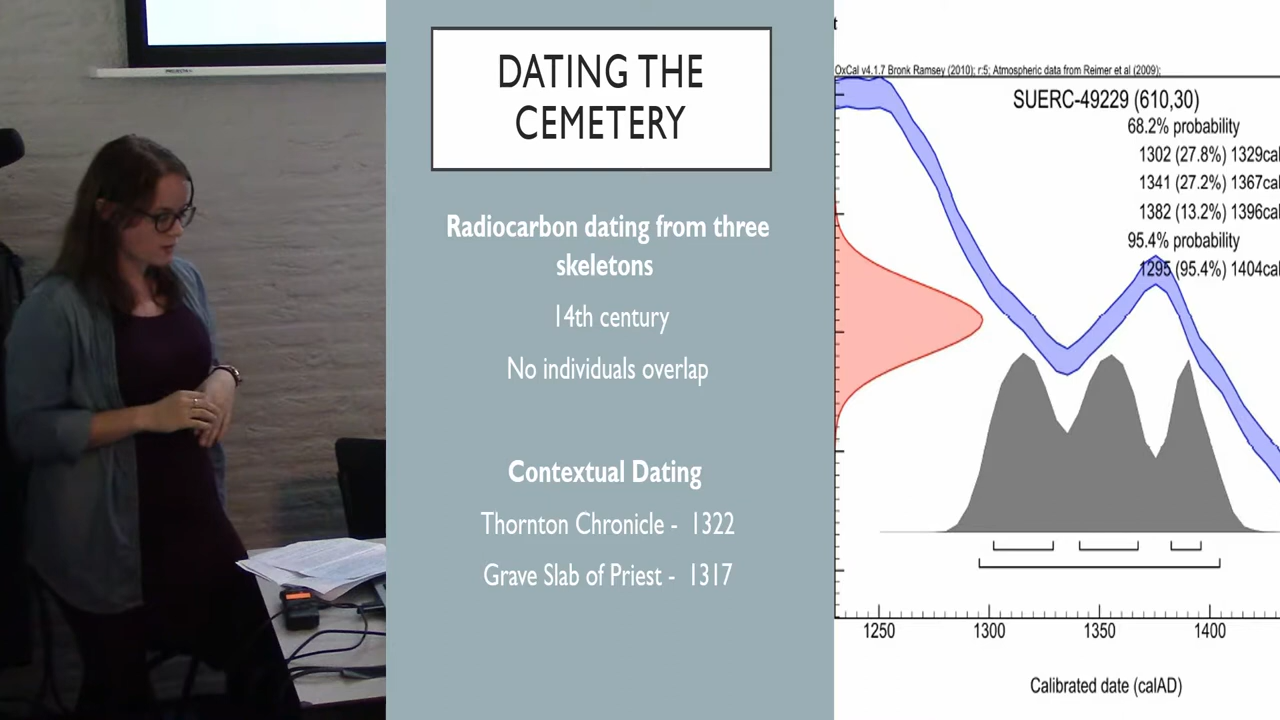 DATING THE
CEMETERY
Radiocarbon dating from three
skeletons
14th century
No individuals overlap
Contextual Dating
Thornton Chronicle - 1322
Grave Slab of Priest - 1317
t
OxCal v4.1.7 Bronk Ramsey (2010); r:5; Atmospheric data from Reimer et al (2009);
SUERC-49229 (610,30)
68.2% probability
1302 (27.8%) 1329cal
1341 (27.2%) 1367cal
1382 (13.2%) 1396cal
95.4% probability
1295 (95.4%) 1404cal
1250 1300 1350 1400
Calibrated date (calAD)